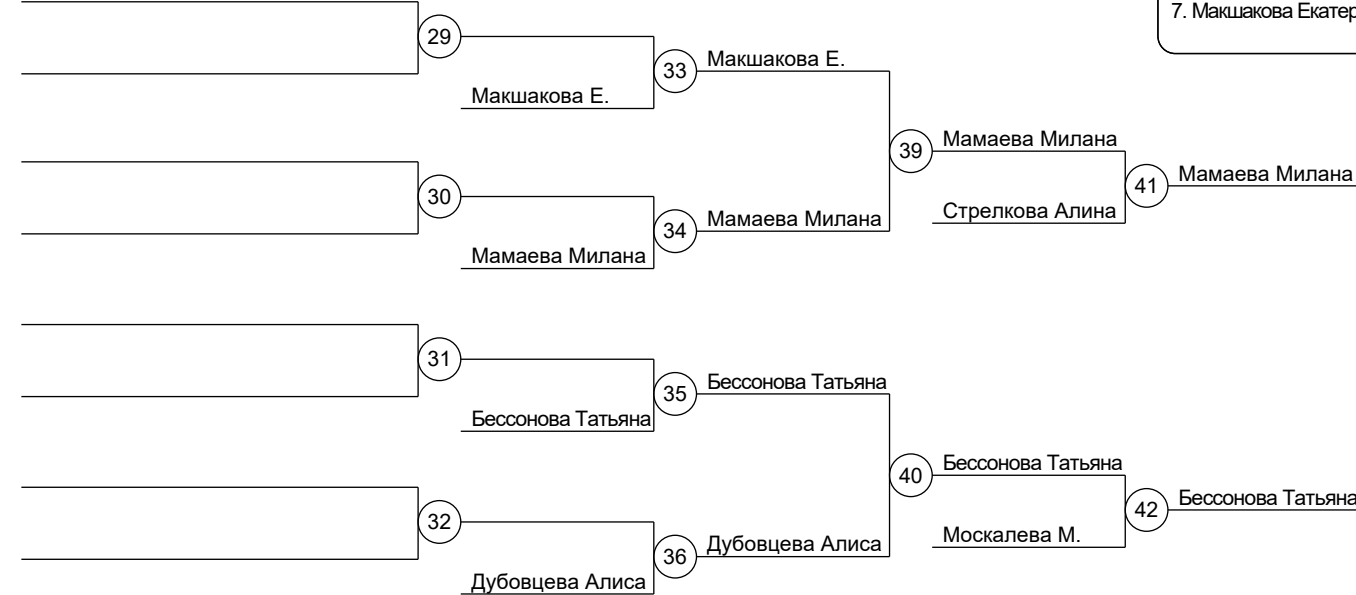 7. Макшакова Екатер
29
33
Макшакова Е.
Макшакова Е.
39
Мамаева Милана
30
41
Мамаева Милана
34
Мамаева Милана
Стрелкова Алина
Мамаева Милана
31
35
Бессонова Татьяна
Бессонова Татьяна
40
Бессонова Татьяна
32
42
Бессонова Татьяна
36
Дубовцева Алиса
Москалева М.
Дубовцева Алиса